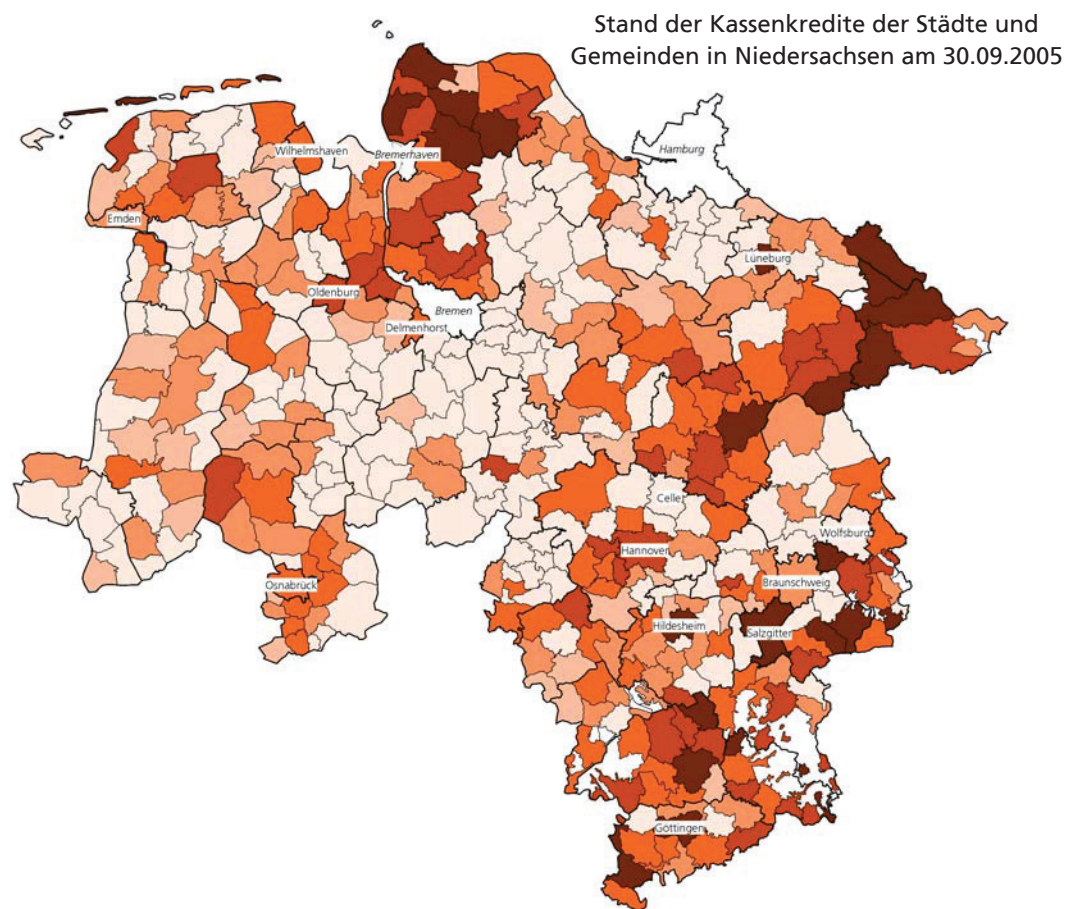 Stand der Kassenkredite der Städte und
Gemeinden in Niedersachsen am 30.09.2005
Wilhelmshaven
Bremerhaven
Hamburg
Emden
Lüneburg
Oldenburg
Bremen
Delmenhorst
Celle
Wolfsburg
Hannover
Osnabrück
Braunschweig
Hildesheim
Salzgitter
Göttingen